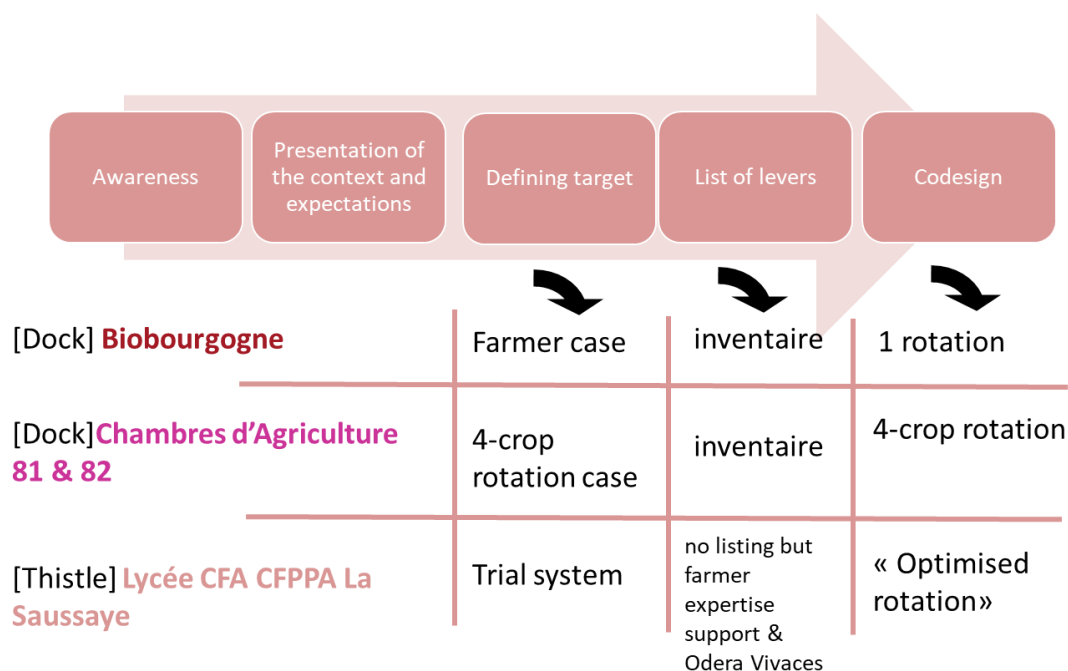 Awareness
Presentation of
the context and
expectations
Defining target
List of levers
Codesign
[Dock] Biobourgogne
Farmer case
inventaire
1 rotation
[Dock]Chambres d'Agriculture
81 & 82
4-crop
rotation case
inventaire
4-crop rotation
[Thistle] Lycée CFA CFPPA La
Saussaye
Trial system
no listing but
farmer
expertise
support &
Odera Vivaces
« Optimised
rotation»